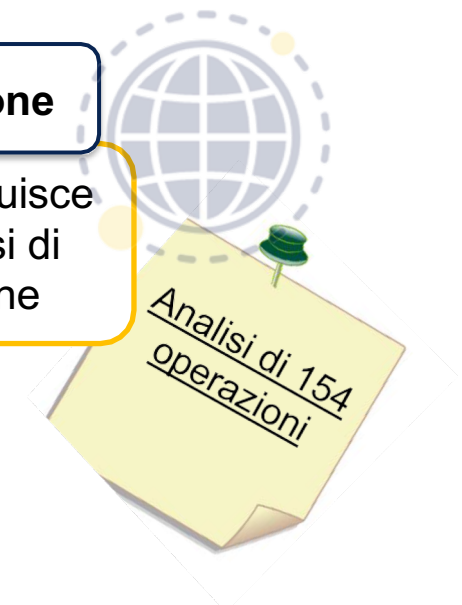 one
uisce
si di
ne
Analisi di 154
operazioni